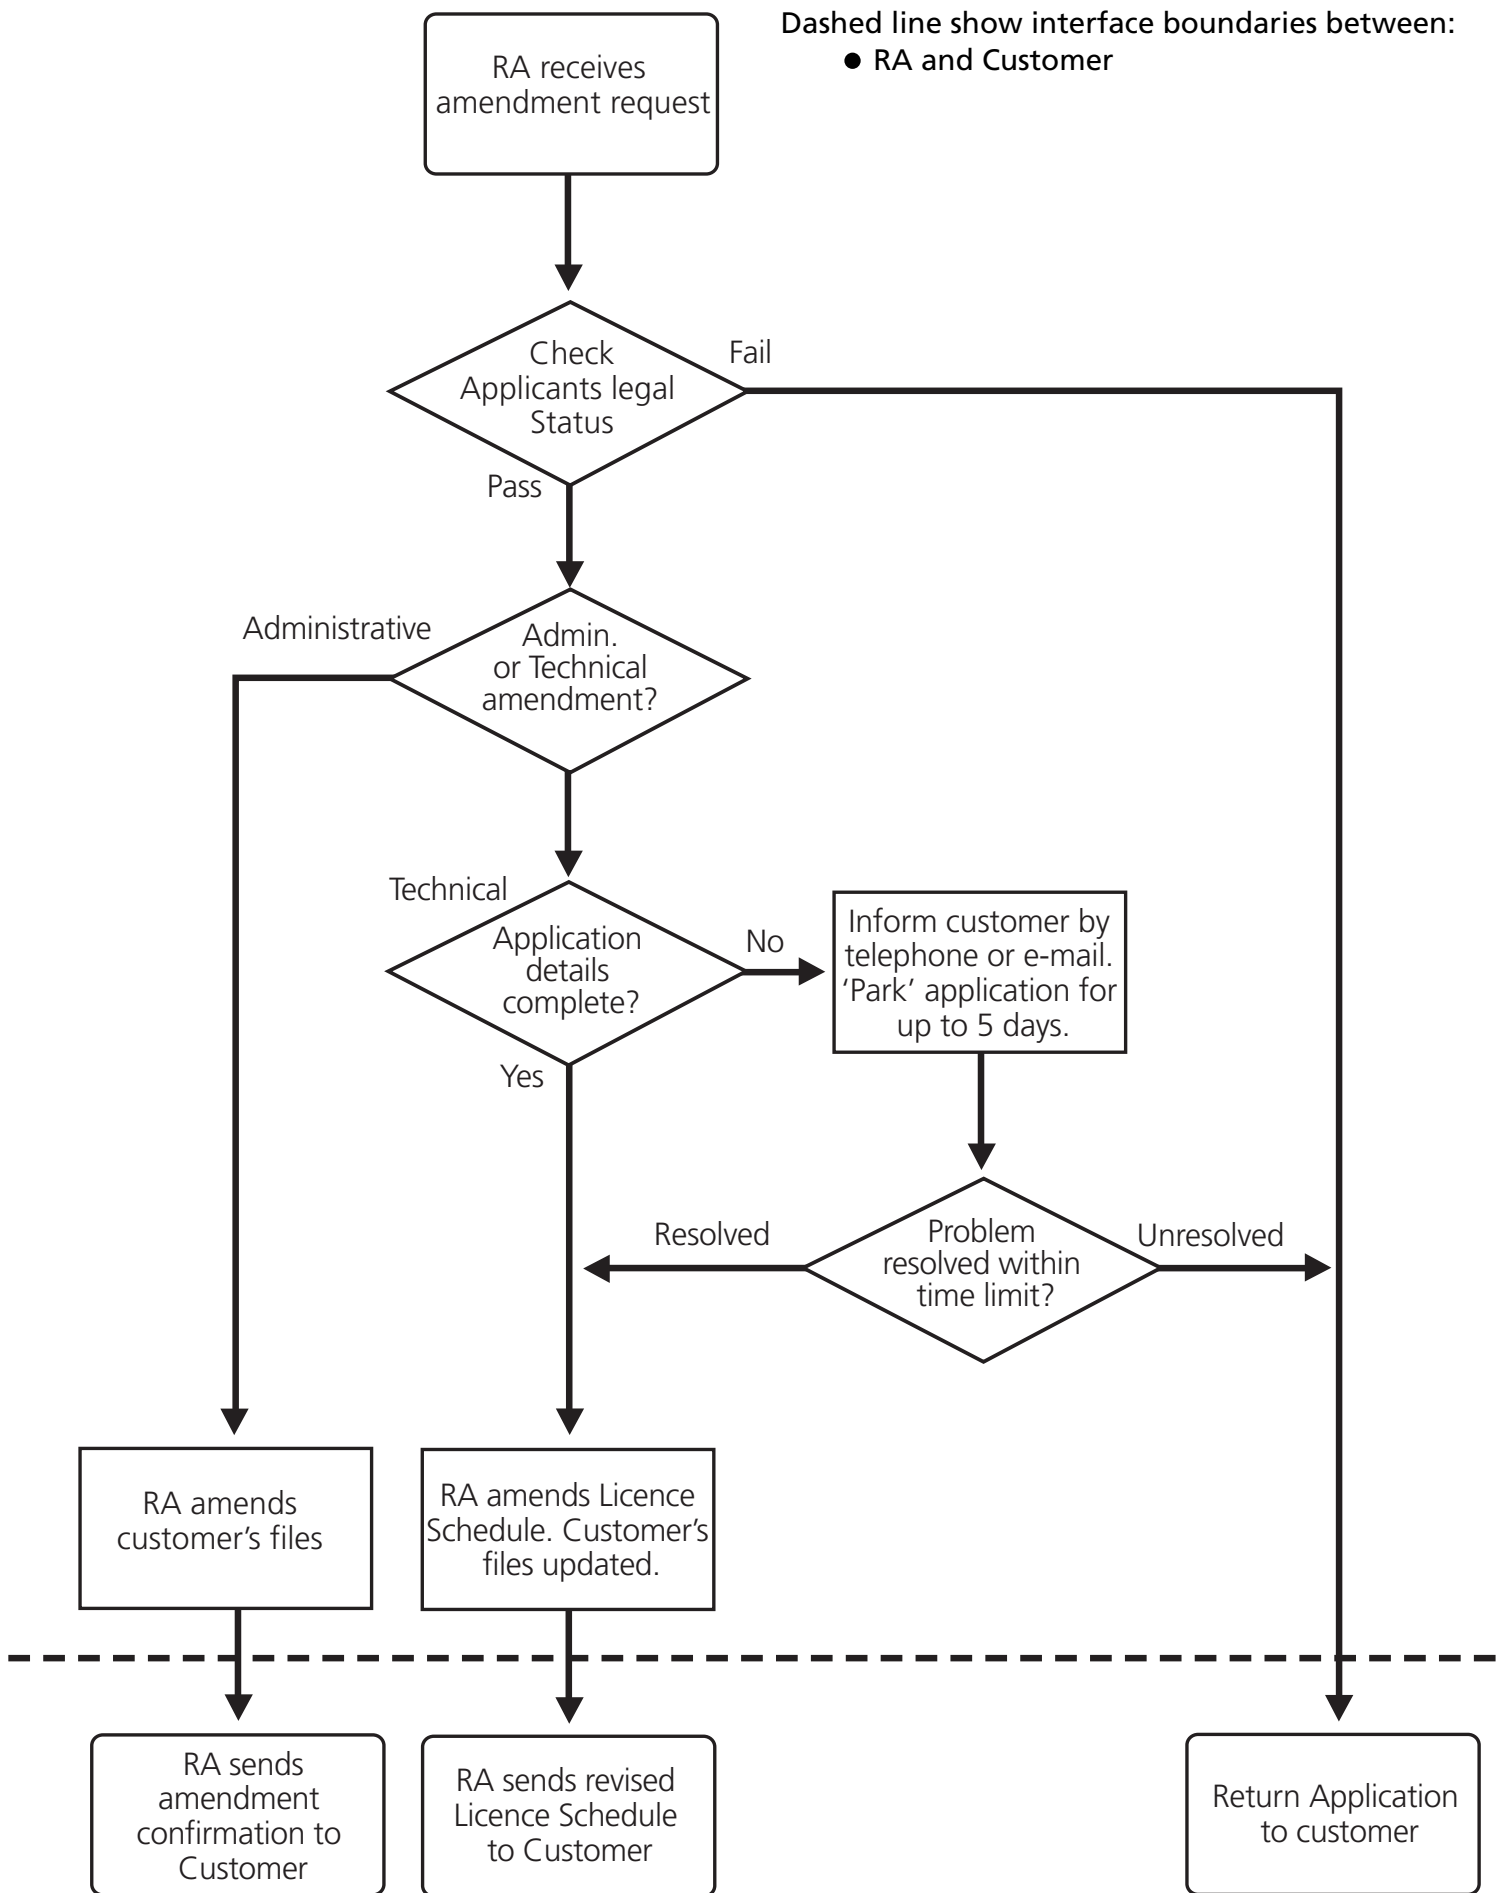 Dashed line show interface boundaries between:
● RA and Customer
RA receives
amendment request
Check
Applicants legal
Status
Fail
Pass
Administrative
Admin.
or Technical
amendment?
Technical
Application
details
complete?
No
Inform customer by
telephone or e-mail.
‘Park’ application for
up to 5 days.
Yes
Resolved
Problem
resolved within
time limit?
Unresolved
RA amends
customer’s files
RA amends Licence
Schedule. Customer’s
files updated.
RA sends
amendment
confirmation to
Customer
RA sends revised
Licence Schedule
to Customer
Return Application
to customer